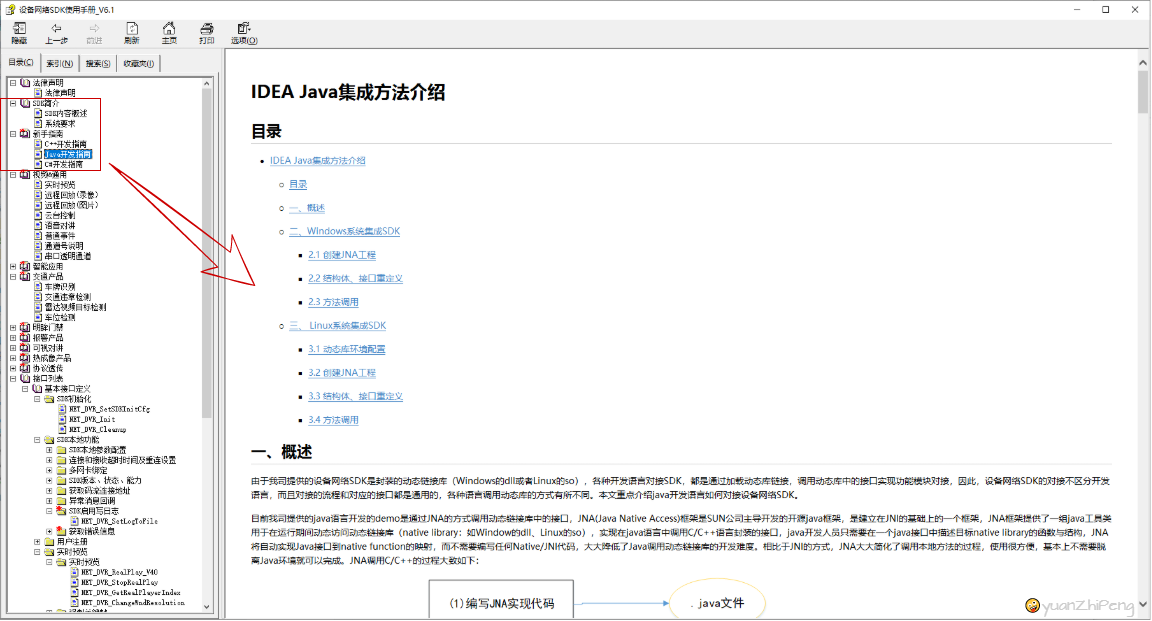 设备网络SDK使用手册_V6.1
隐藏 上一步 前进 刷新 主页 打印 选项(O)
目录(C) 索引(N) 搜索(S) 收藏夹(I)
法律声明
法律声明
SDK简介
SDK内容概述
系统要求
新手指南
C++开发指南
Java开发指南
C#开发指南
视频&通用
实时预览
远程回放(录像)
远程回放(图片)
云台控制
语音对讲
普通事件
通道号说明
串口透明通道
智能应用
交通产品
车牌识别
交通违章检测
雷达视频目标检测
车位检测
明眸门禁
报警产品
可视对讲
热成像产品
协议透传
接口列表
基本接口定义
SDK初始化
NET_DVR_SetSDKInitCfg
NET_DVR_Init
NET_DVR_Cleanup
SDK本地功能
SDK本地参数配置
连接和接收超时时间及重连设置
多网卡绑定
SDK版本、状态、能力
获取码流连接地址
异常消息回调
SDK启用写日志
NET_DVR_SetLogToFile
获取错误信息
用户注册
实时预览
实时预览
NET_DVR_RealPlay_V40
NET_DVR_StopRealPlay
NET_DVR_GetRealPlayerIndex
NET_DVR_ChangeWndResolution
IDEA Java集成方法介绍
目录
IDEA Java集成方法介绍
目录
一、概述
二、Windows系统集成SDK
2.1 创建JNA工程
2.2 结构体、接口重定义
2.3 方法调用
三、 Linux系统集成SDK
3.1 动态库环境配置
3.2 创建JNA工程
3.3 结构体、接口重定义
3.4 方法调用
一、概述
由于我司提供的设备网络SDK是封装的动态链接库（Windows的dll或者Linux的so），各种开发语言对接SDK，都是通过加载动态库链接，调用动态库中的接口实现功能模块对接，因此，设备网络SDK的对接不区分开发
语言，而且对接的流程和对应的接口都是通用的，各种语言调用动态库的方式有所不同。本文重点介绍java开发语言如何对接设备网络SDK。
目前我司提供的java语言开发的demo是通过JNA的方式调用动态链接库中的接口，JNA(Java Native Access)框架是SUN公司主导开发的开源java框架，是建立在JNI的基础上的一个框架，JNA框架提供了一组java工具类
用于在运行期间动态访问动态链接库（native library：如Window的dll、Linux的so），实现在java语言中调用C/C++语言封装的接口，java开发人员只需要在一个java接口中描述目标native library的函数与结构，JNA
将自动实现Java接口到native function的映射，而不需要编写任何Native/JNI代码，大大降低了Java调用动态链接库的开发难度。相比于JNI的方式，JNA大大简化了调用本地方法的过程，使用很方便，基本上不需要脱
离Java环境就可以完成。JNA调用C/C++的过程大致如下：
(1)编写JNA实现代码
. java文件
yuanZhiPeng